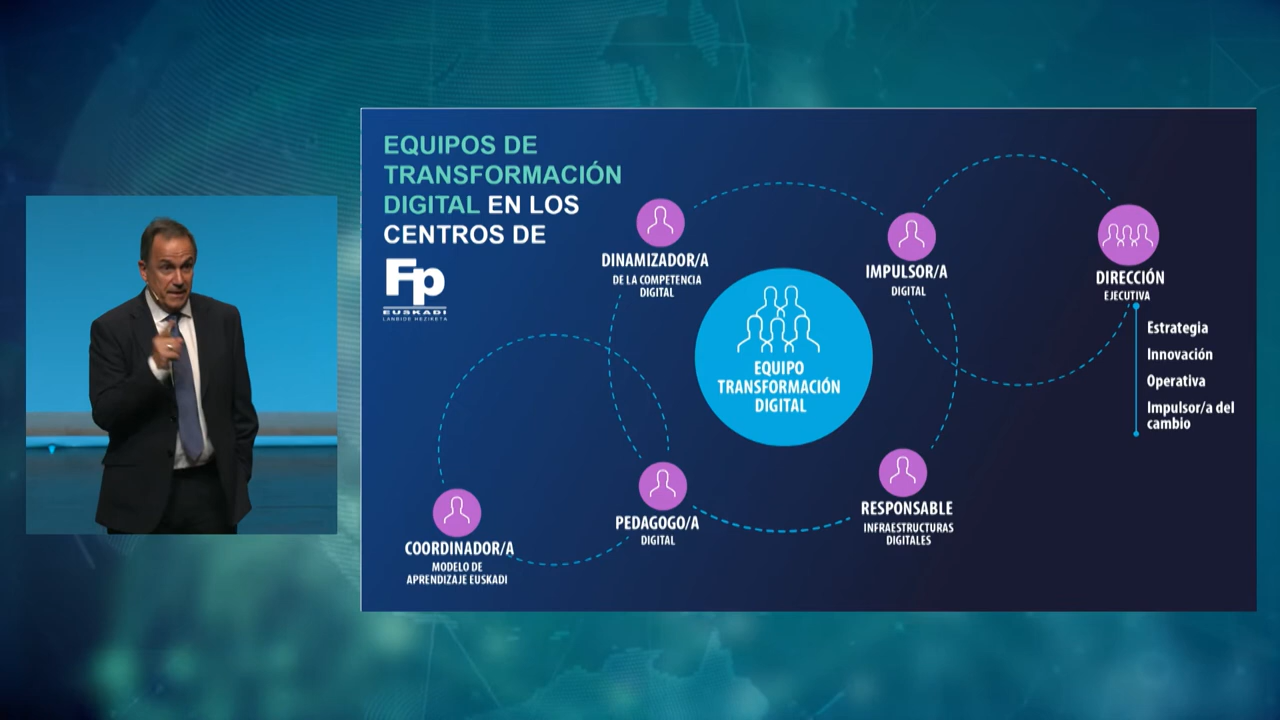 EQUIPOS DE
TRANSFORMACIÓN
DIGITAL EN LOS
CENTROS DE
Fp
EUSKADI
LANBIDE HEZIKETA
DINAMIZADOR/A
DE LA COMPETENCIA
DIGITAL
IMPULSOR/A
DIGITAL
DIRECCIÓN
EJECUTIVA
Estrategia
Innovación
Operativa
Impulsor/a del
cambio
EQUIPO
TRANSFORMACIÓN
DIGITAL
COORDINADOR/A
MODELO DE
APRENDIZAJE EUSKADI
PEDAGOGO/A
DIGITAL
RESPONSABLE
INFRAESTRUCTURAS
DIGITALES